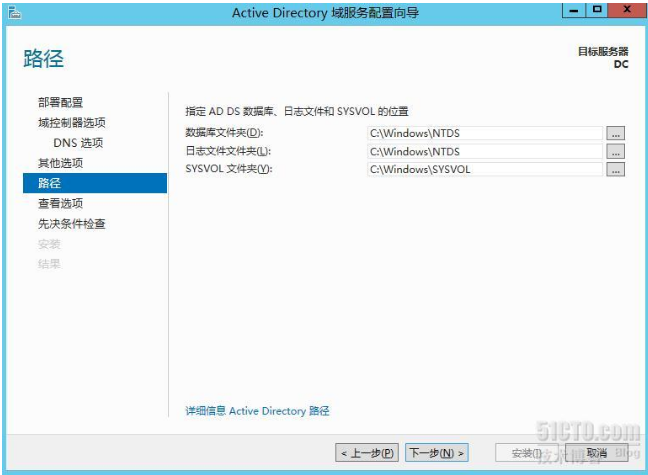 Active Directory 域服务配置向导
路径
目标服务器
DC
部署配置
域控制器选项
DNS 选项
其他选项
路径
查看选项
先决条件检查
安装
结果
指定 AD DS 数据库、日志文件和 SYSVOL 的位置
数据库文件夹(D): C:\Windows\NTDS ...
日志文件文件夹(L): C:\Windows\NTDS ...
SYSVOL 文件夹(Y): C:\Windows\SYSVOL ...
详细信息 Active Directory 路径
< 上一步(P) 下一步(N) > 安装(I) 取消
51CTO.com
技术博客 Blog